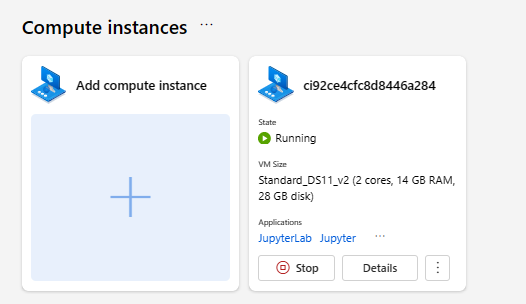 Compute instances ...
Add compute instance
ci92ce4cfc8d8446a284
State
Running
VM Size
Standard_DS11_v2 (2 cores, 14 GB RAM,
28 GB disk)
Applications
JupyterLab Jupyter ...
Stop Details